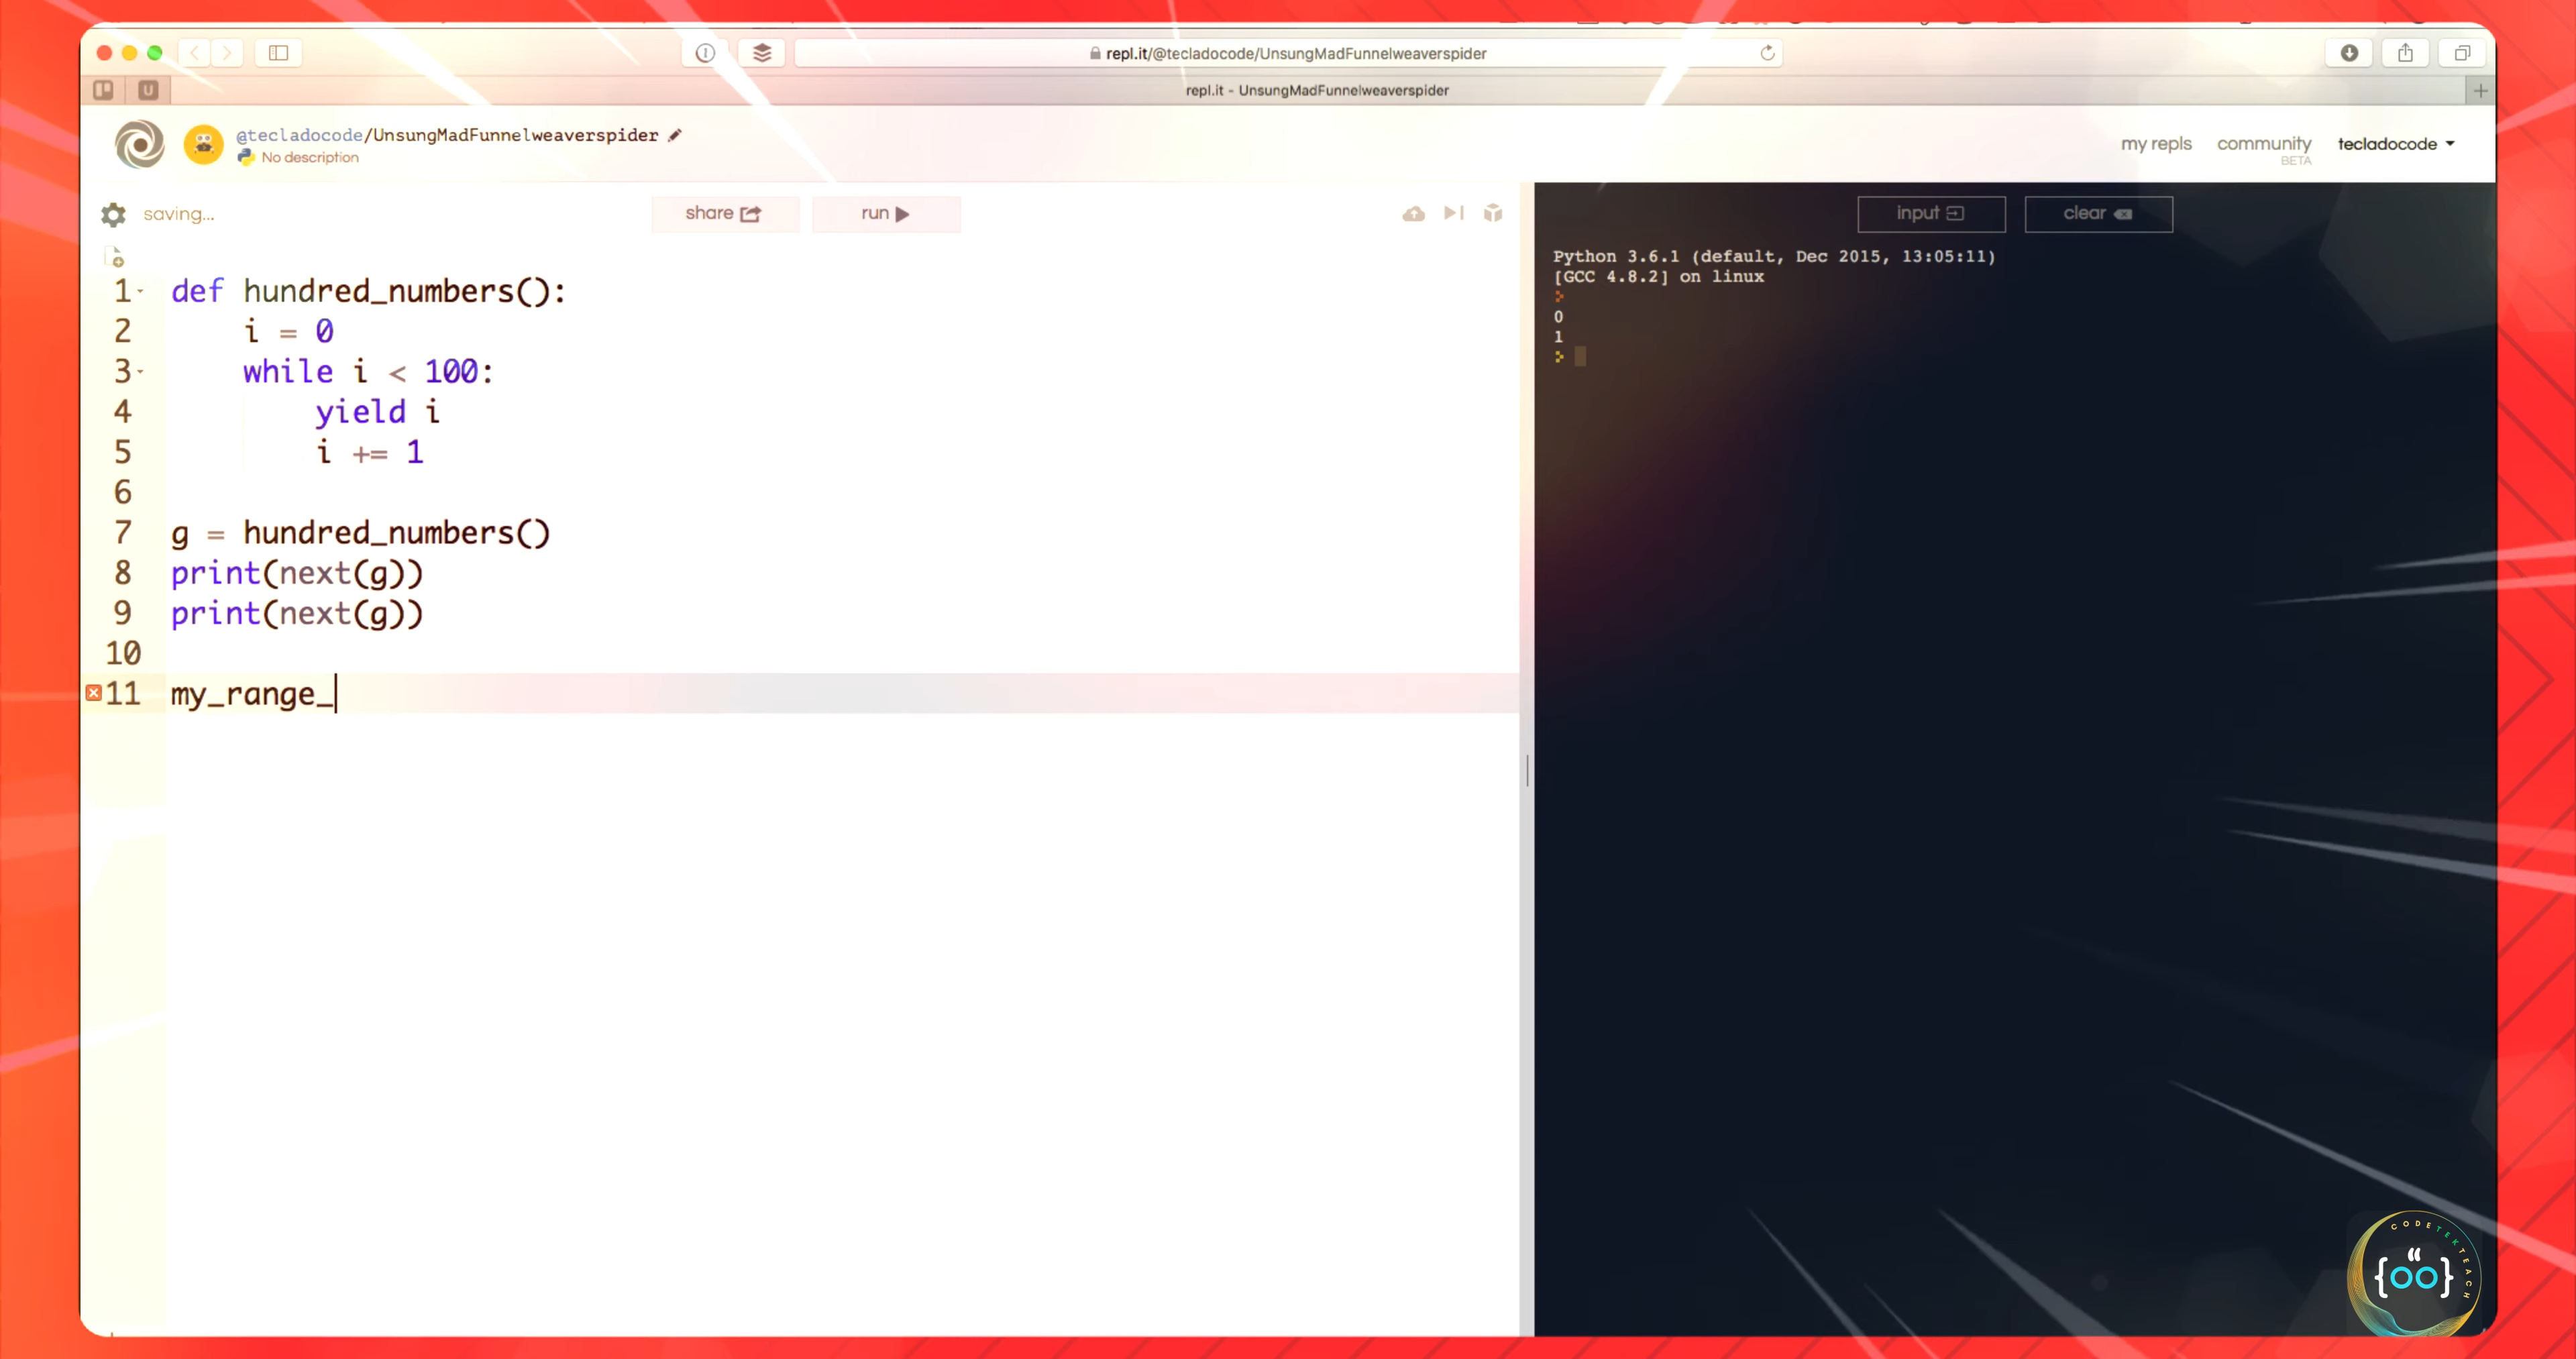 repl.it/@tecladocode/UnsungMadFunnelweaverspider
U
repl.it - UnsungMadFunnelweaverspider
@tecladocode/UnsungMadFunnelweaverspider
No description
my repls
community
BETA
tecladocode
saving...
share
run
input
clear
1 def hundred_numbers():
2     i = 0
3     while i < 100:
4         yield i
5         i += 1
6
7 g = hundred_numbers()
8 print(next(g))
9 print(next(g))
10
11 my_range_
Python 3.6.1 (default, Dec 2015, 13:05:11)
[GCC 4.8.2] on linux
0
1
CODETEKTEACH